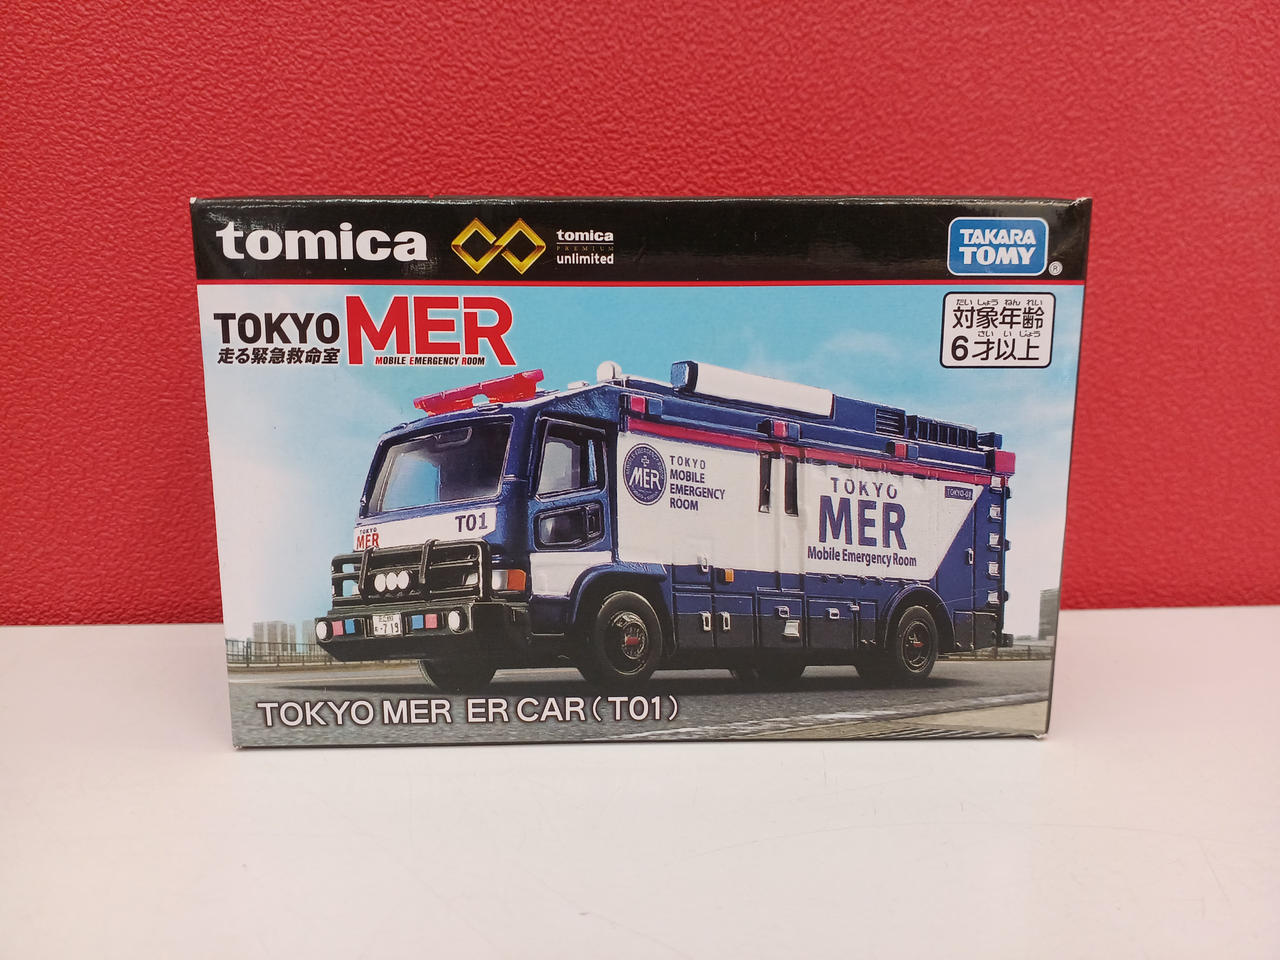 tomica
tomica
PREMIUM
unlimited
TAKARA
TOMY
®
TOKYO MER
走る緊急救命室
MOBILE EMERGENCY ROOM
たい しょう ねん れい
対象年齢
さい い じょう
6才以上
MER
TOKYO
MOBILE
EMERGENCY
ROOM
TOKYO
MER
Mobile Emergency Room
T01
TOKYO
MER
・719
TOKYO MER ER CAR(T01)